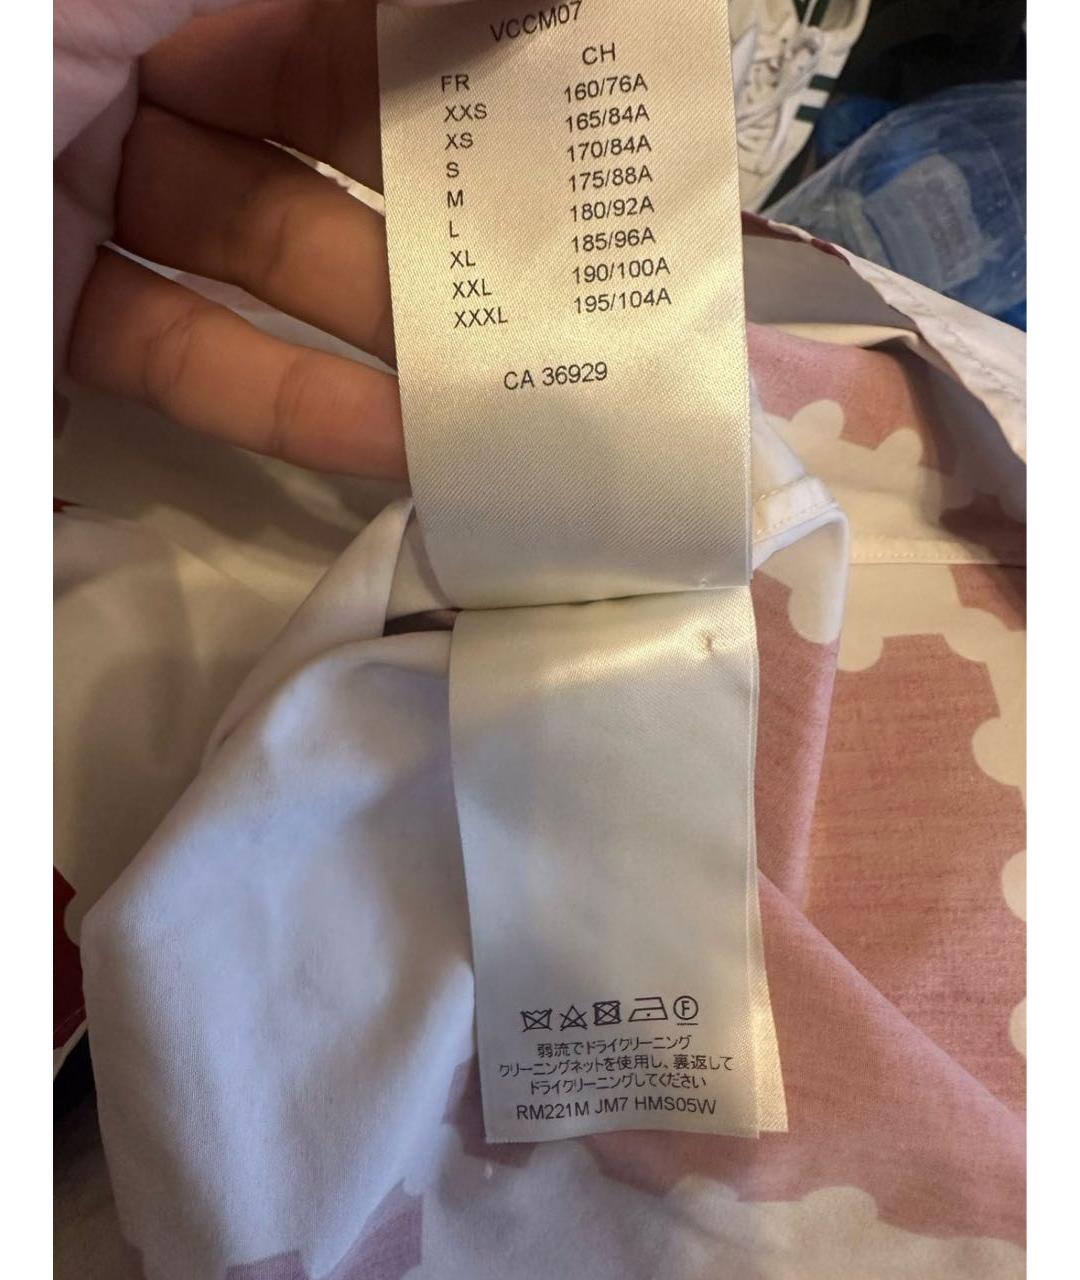 VCCM07
CH
FR 160/76A
XXS 165/84A
XS 170/84A
S 175/88A
M 180/92A
L 185/96A
XL 190/100A
XXL 195/104A
XXXL
CA 36929
F
弱流でドライクリーニング
クリーニングネットを使用し、裏返して
ドライクリーニングしてください
RM221M JM7 HMS05W